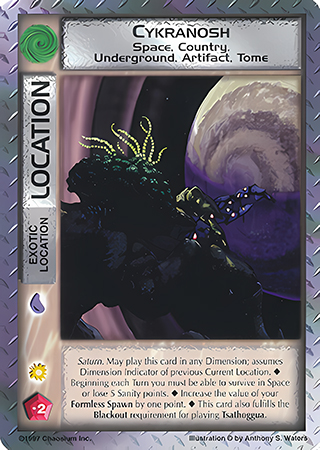 CYKRANOSH
Space, Country,
Underground, Artifact, Tome
LOCATION
EXOTIC
LOCATION
-2
Saturn. May play this card in any Dimension; assumes
Dimension Indicator of previous Current Location. ◆
Beginning each Turn you must be able to survive in Space
or lose 5 Sanity points. ◆ Increase the value of your
Formless Spawn by one point. ◆ This card also fulfills the
Blackout requirement for playing Tsathoggua.
©1997 Chaosium Inc.
Illustration © by Anthony S. Waters